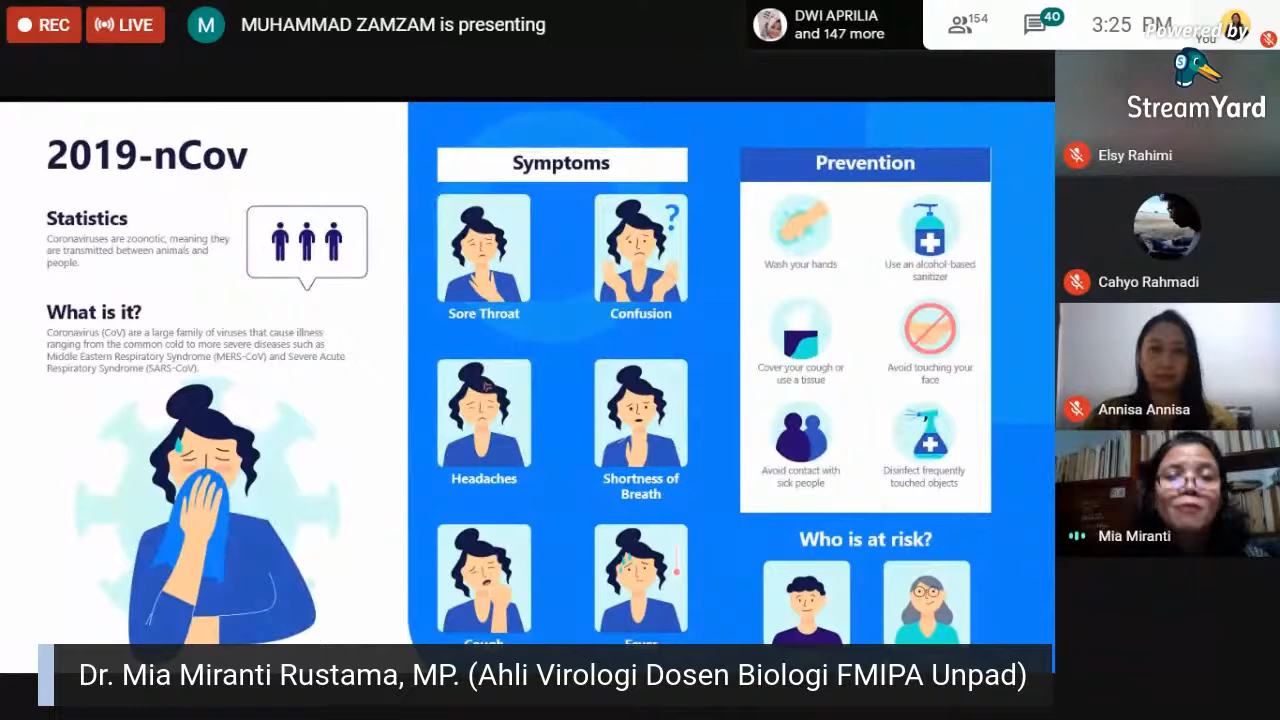 REC
LIVE
M
MUHAMMAD ZAMZAM is presenting
DWI APRILIA
and 147 more
154
40
3:25 PM
You
Powered by
StreamYard
Elsy Rahimi
Cahyo Rahmadi
Annisa Annisa
Mia Miranti
2019-nCov
Statistics
Coronaviruses are zoonotic, meaning they
are transmitted between animals and
people.
What is it?
Coronavirus (CoV) are a large family of viruses that cause illness
ranging from the common cold to more severe diseases such as
Middle Eastern Respiratory Syndrome (MERS-CoV) and Severe Acute
Respiratory Syndrome (SARS-CoV).
Symptoms
?
Sore Throat
Confusion
Headaches
Shortness of
Breath
Cough
Fever
Prevention
Wash your hands
Use an alcohol-based
sanitizer
Cover your cough or
use a tissue
Avoid touching your
face
Avoid contact with
sick people
Disinfect frequently
touched objects
Who is at risk?
Dr. Mia Miranti Rustama, MP. (Ahli Virologi Dosen Biologi FMIPA Unpad)